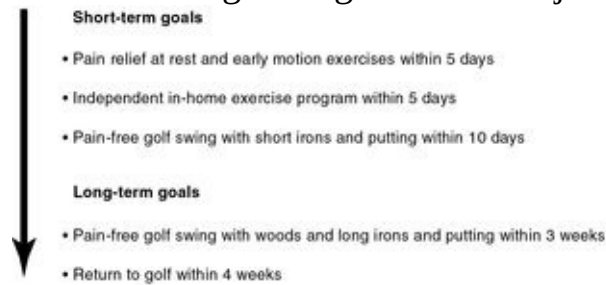 Short-term goals
• Pain relief at rest and early motion exercises within 5 days
• Independent in-home exercise program within 5 days
• Pain-free golf swing with short irons and putting within 10 days
Long-term goals
• Pain-free golf swing with woods and long irons and putting within 3 weeks
• Return to golf within 4 weeks